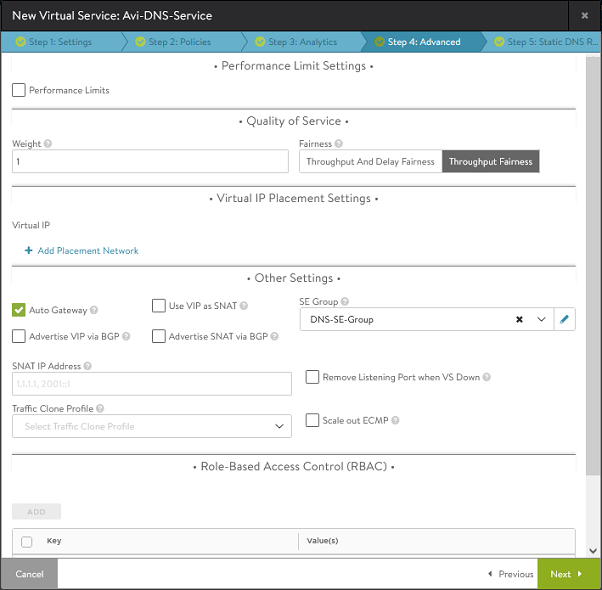 New Virtual Service: Avi-DNS-Service
Step 1: Settings
Step 2: Policies
Step 3: Analytics
Step 4: Advanced
Step 5: Static DNS R...
• Performance Limit Settings •
Performance Limits
• Quality of Service •
Weight
Fairness
1
Throughput And Delay Fairness
Throughput Fairness
• Virtual IP Placement Settings •
Virtual IP
+ Add Placement Network
• Other Settings •
Auto Gateway
Use VIP as SNAT
SE Group
DNS-SE-Group
Advertise VIP via BGP
Advertise SNAT via BGP
SNAT IP Address
1.1.1.1, 2001::1
Remove Listening Port when VS Down
Traffic Clone Profile
Select Traffic Clone Profile
Scale out ECMP
• Role-Based Access Control (RBAC) •
ADD
Key
Value(s)
Cancel
Previous
Next